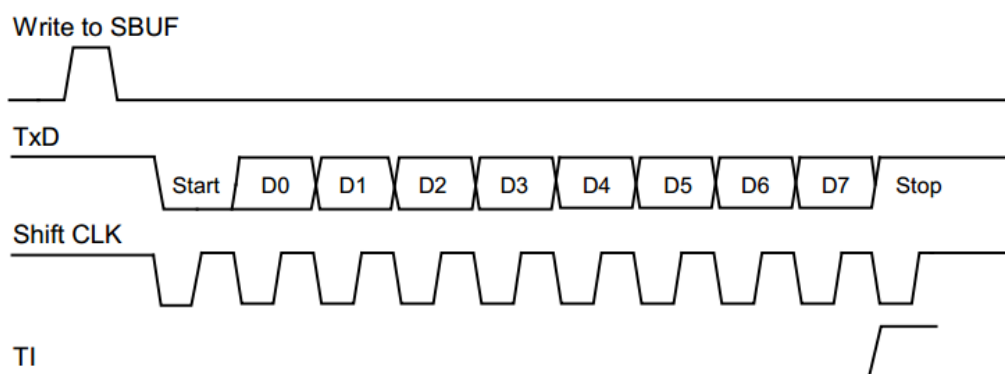 Write to SBUF
TxD
Start D0 D1 D2 D3 D4 D5 D6 D7 Stop
Shift CLK
TI